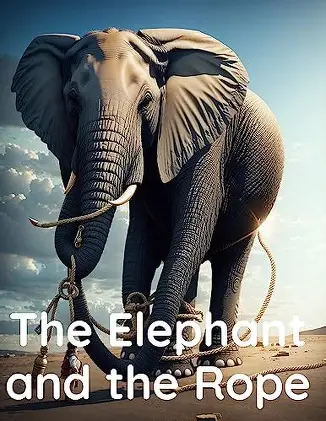 The Elephant
and the Rope